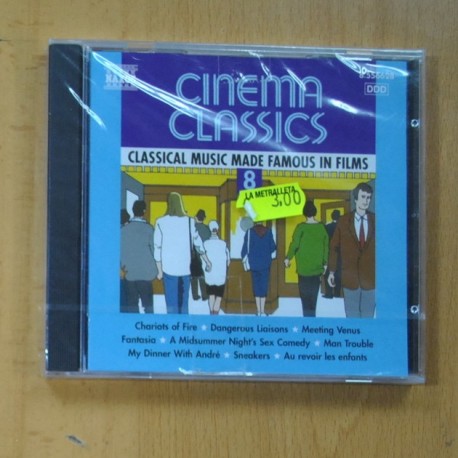 NAXOS
DDD
CINEMA
CLASSICS
CLASSICAL MUSIC MADE FAMOUS IN FILMS
8
LA METRALLETA
3,00
Chariots of Fire ★ Dangerous Liaisons ★ Meeting Venus
Fantasia ★ A Midsummer Night's Sex Comedy ★ Man Trouble
My Dinner With André ★ Sneakers ★ Au revoir les enfants